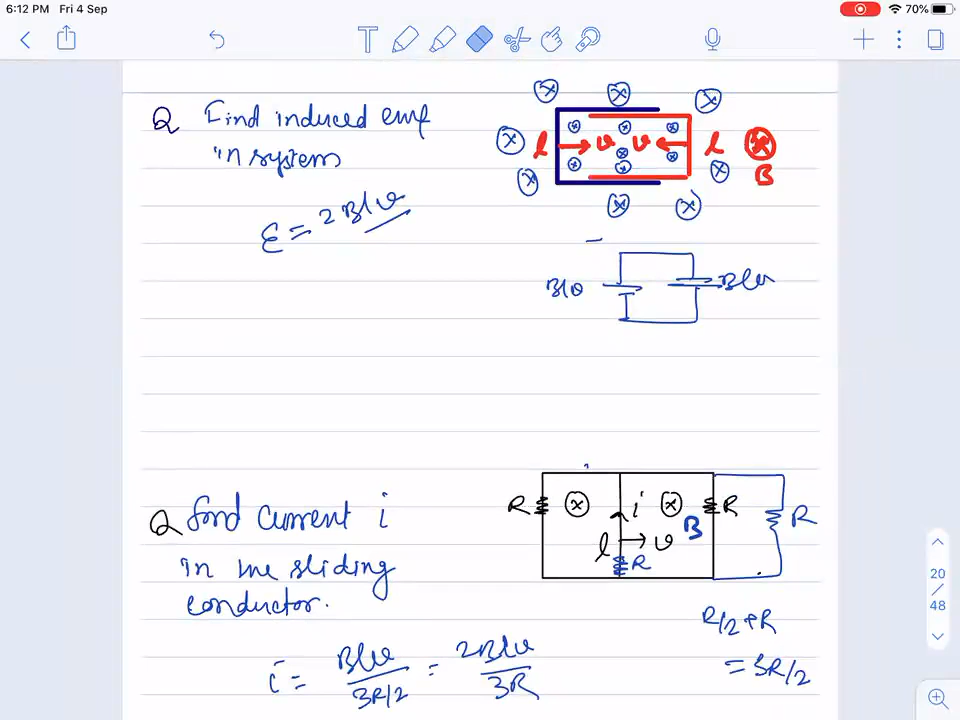 6:12 PM Fri 4 Sep
70%
T
Q Find induced emf
in system
l v v l
B
ε = 2Blv
Blv Blv
Q find current i
in the sliding
conductor.
R i R R
l v B
R
R/2 + R
= 3R/2
i = Blv / 3R/2 = 2Blv / 3R
20
/
48